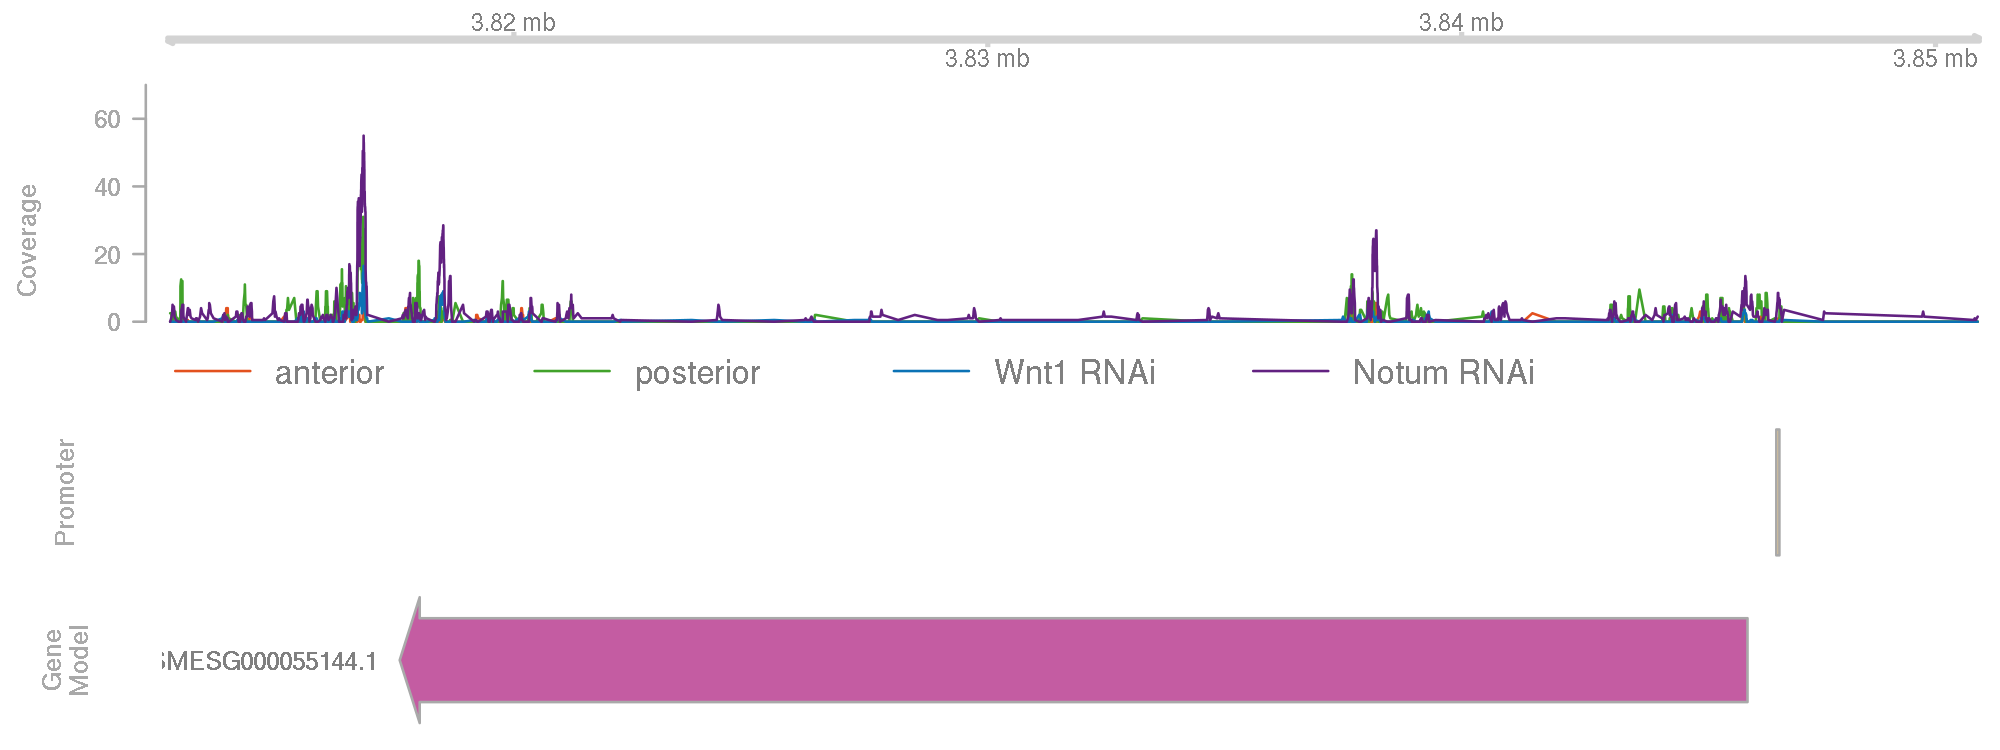 3.82 mb
3.84 mb
3.83 mb
3.85 mb
Coverage
60
40
20
0
anterior posterior Wnt1 RNAi Notum RNAi
Promoter
Gene
Model
SMESG000055144.1